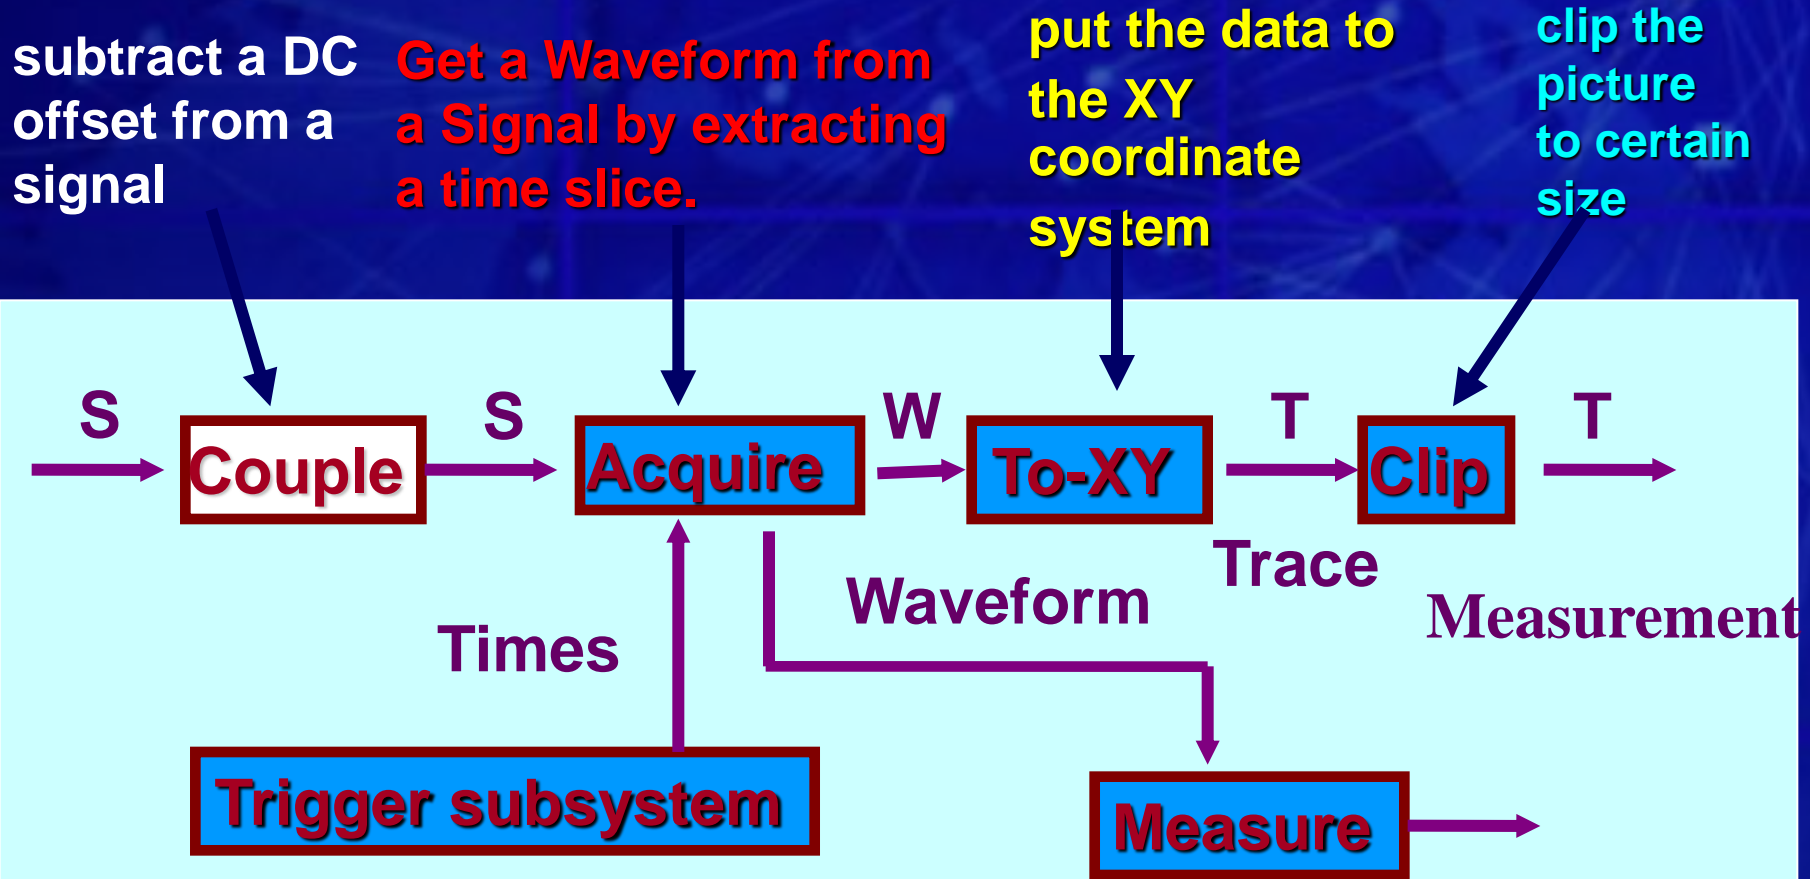 subtract a DC
offset from a
signal
Get a Waveform from
a Signal by extracting
a time slice.
put the data to
the XY
coordinate
system
clip the
picture
to certain
size
S
Couple
S
Acquire
W
To-XY
T
Clip
T
Times
Waveform
Trace
Measurement
Trigger subsystem
Measure